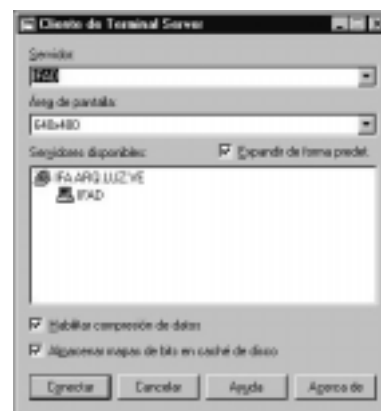 Cliente de Terminal Server
Servidor:
IFAD
Área de pantalla:
640x480
Servidores disponibles:
Expandir de forma predet.
IFA.ARQ.LUZ.VE
IFAD
Habilitar compresión de datos
Almacenar mapas de bits en caché de disco
Conectar
Cancelar
Ayuda
Acerca de